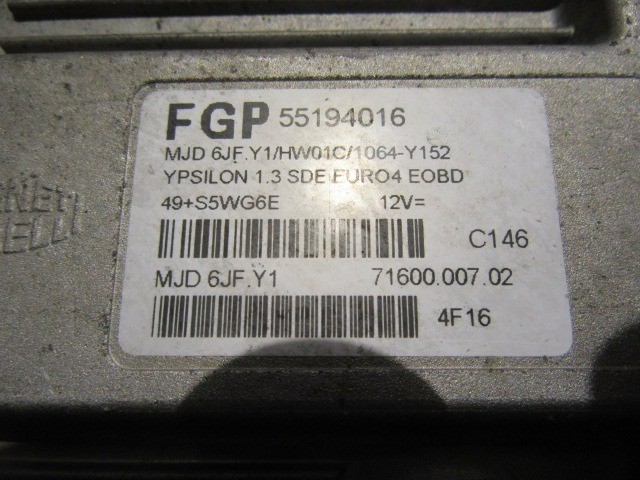 FGP 55194016
MJD 6JF.Y1/HW01C/1064-Y152
YPSILON 1.3 SDE EURO4 EOBD
49+S5WG6E 12V=
C146
MJD 6JF.Y1 71600.007.02
4F16